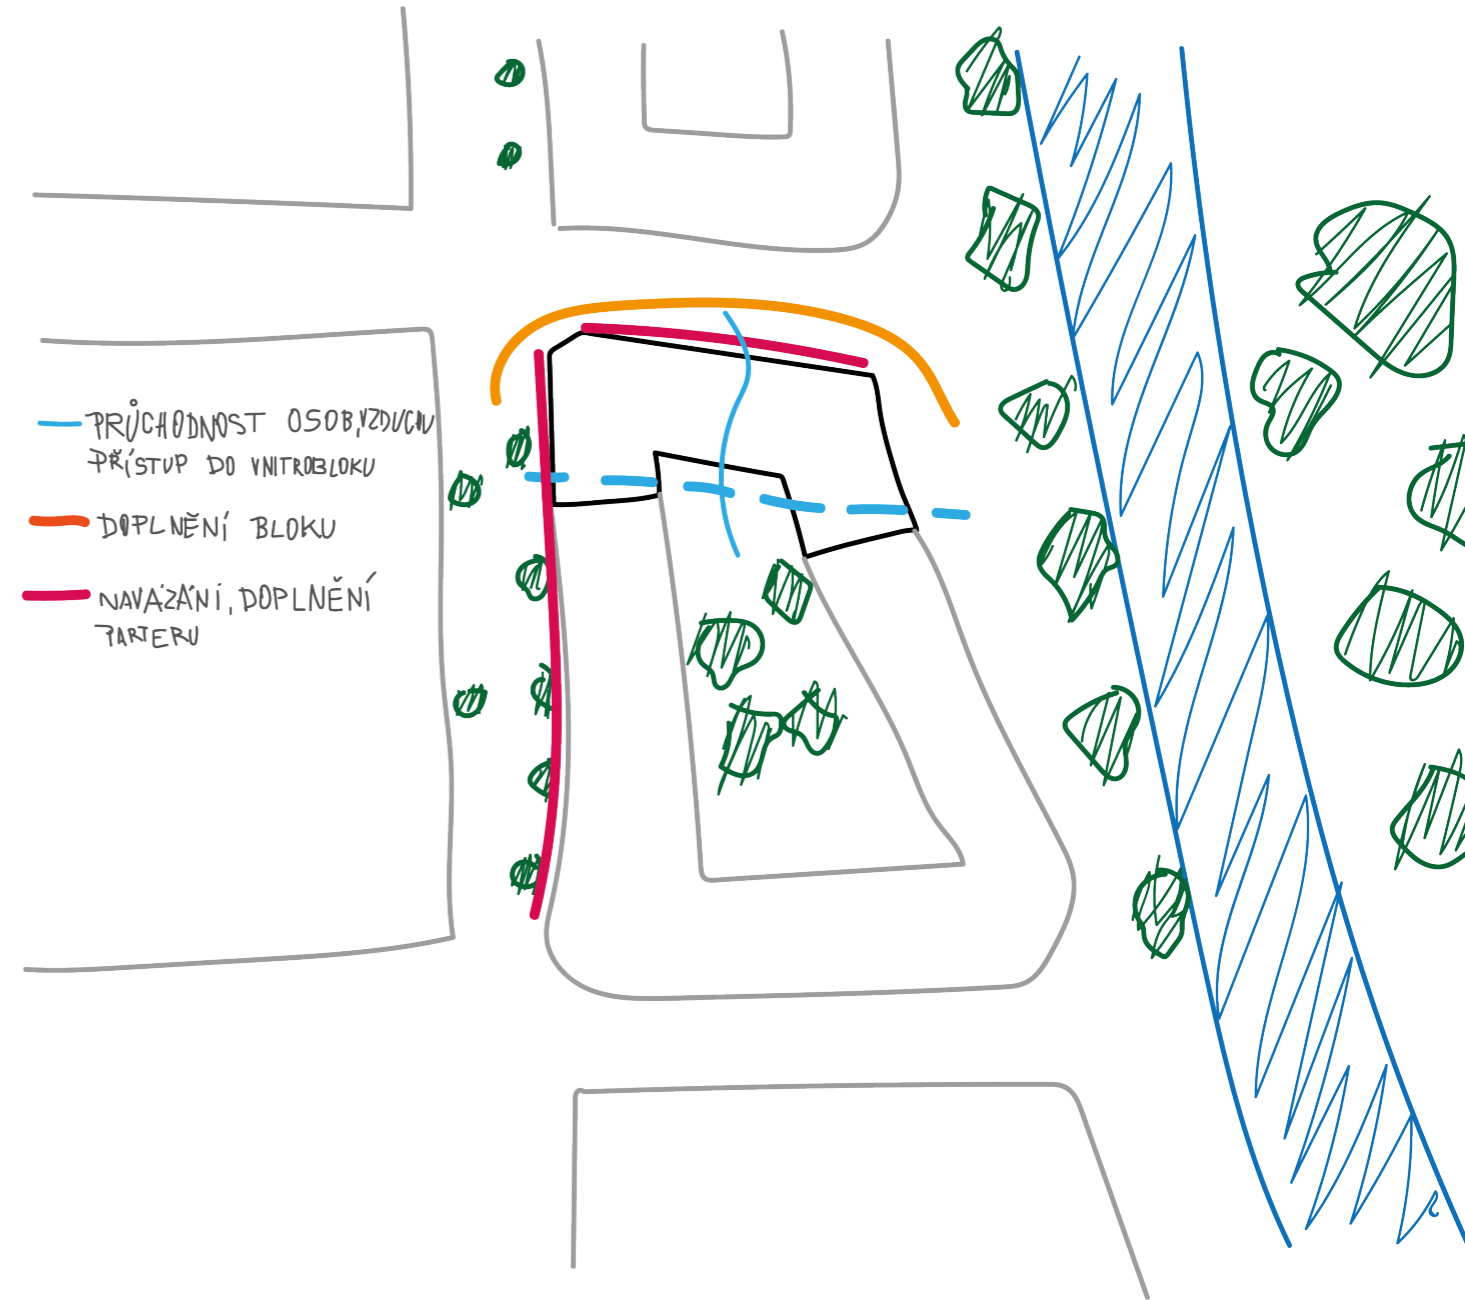 PRŮCHODNOST OSOB, VZDUCHU
PŘÍSTUP DO VNITROBLOKU
DOPLNĚNÍ BLOKU
NAVÁZÁNÍ, DOPLNĚNÍ
PARTERU